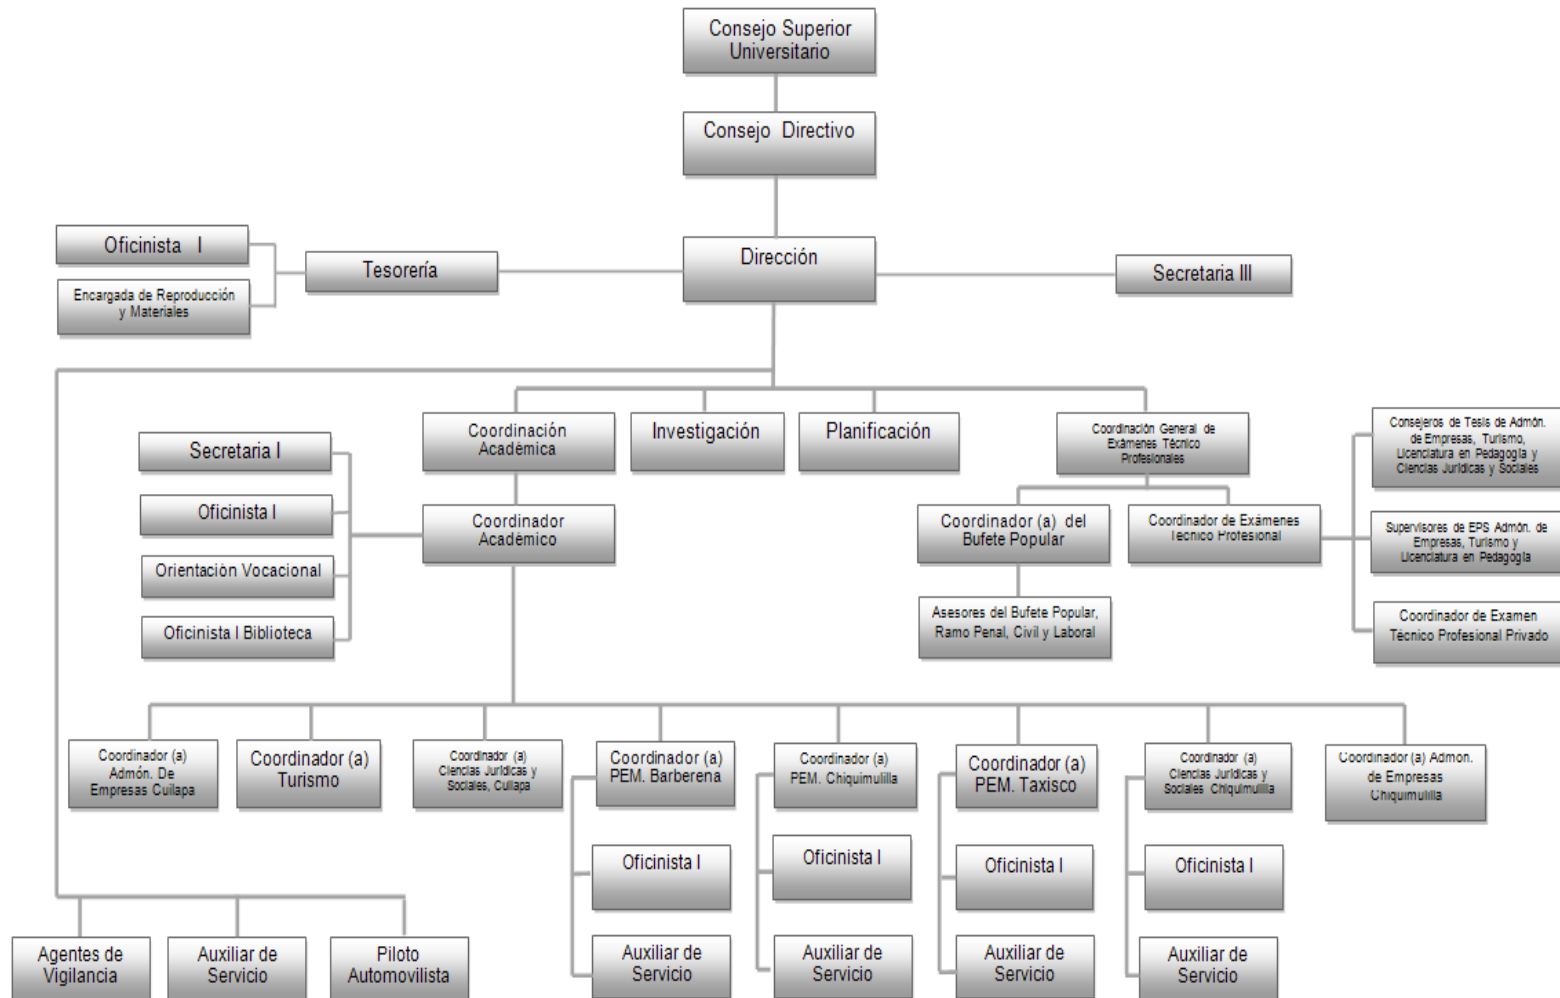 Consejo Superior
Universitario
Consejo Directivo
Dirección
Oficinista I
Encargada de Reproducción
y Materiales
Tesorería
Secretaria III
Coordinación
Académica
Investigación
Planificación
Coordinación General de
Exámenes Técnico
Profesionales
Secretaria I
Oficinista I
Orientación Vocacional
Oficinista I Biblioteca
Coordinador
Académico
Coordinador (a) del
Bufete Popular
Asesores del Bufete Popular,
Ramo Penal, Civil y Laboral
Coordinador de Exámenes
Técnico Profesional
Consejeros de Tesis de Admón.
de Empresas, Turismo,
Licenciatura en Pedagogía y
Ciencias Jurídicas y Sociales
Supervisores de EPS Admón. de
Empresas, Turismo y
Licenciatura en Pedagogía
Coordinador de Examen
Técnico Profesional Privado
Coordinador (a)
Admón. De
Empresas Cuilapa
Coordinador (a)
Turismo
Coordinador (a)
Ciencias Jurídicas y
Sociales, Cuilapa
Coordinador (a)
PEM. Barberena
Coordinador (a)
PEM. Chiquimulilla
Coordinador (a)
PEM. Taxisco
Coordinador (a)
Ciencias Jurídicas y
Sociales Chiquimulilla
Coordinador (a) Admón.
de Empresas
Chiquimulilla
Oficinista I
Oficinista I
Oficinista I
Oficinista I
Agentes de
Vigilancia
Auxiliar de
Servicio
Piloto
Automovilista
Auxiliar de
Servicio
Auxiliar de
Servicio
Auxiliar de
Servicio
Auxiliar de
Servicio